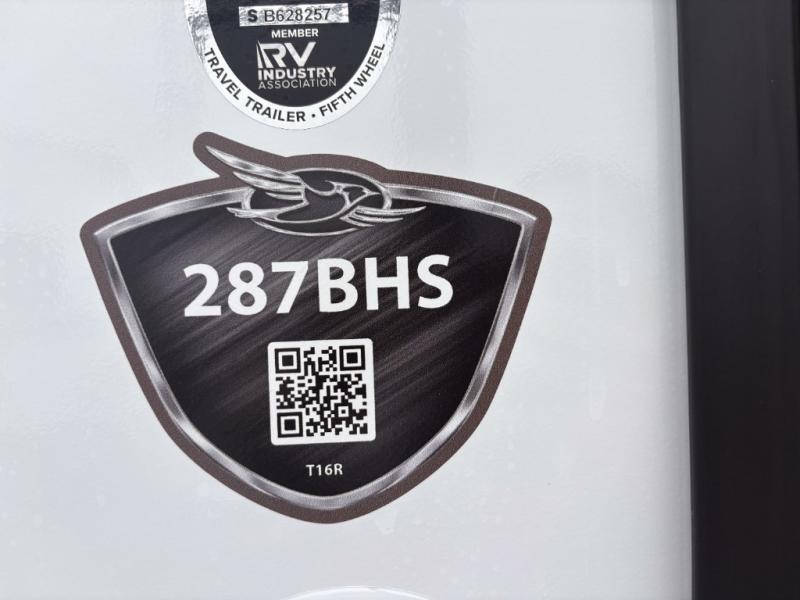 S B628257
MEMBER
RV
INDUSTRY
ASSOCIATION
TRAVEL TRAILER • FIFTH WHEEL
287BHS
T16R